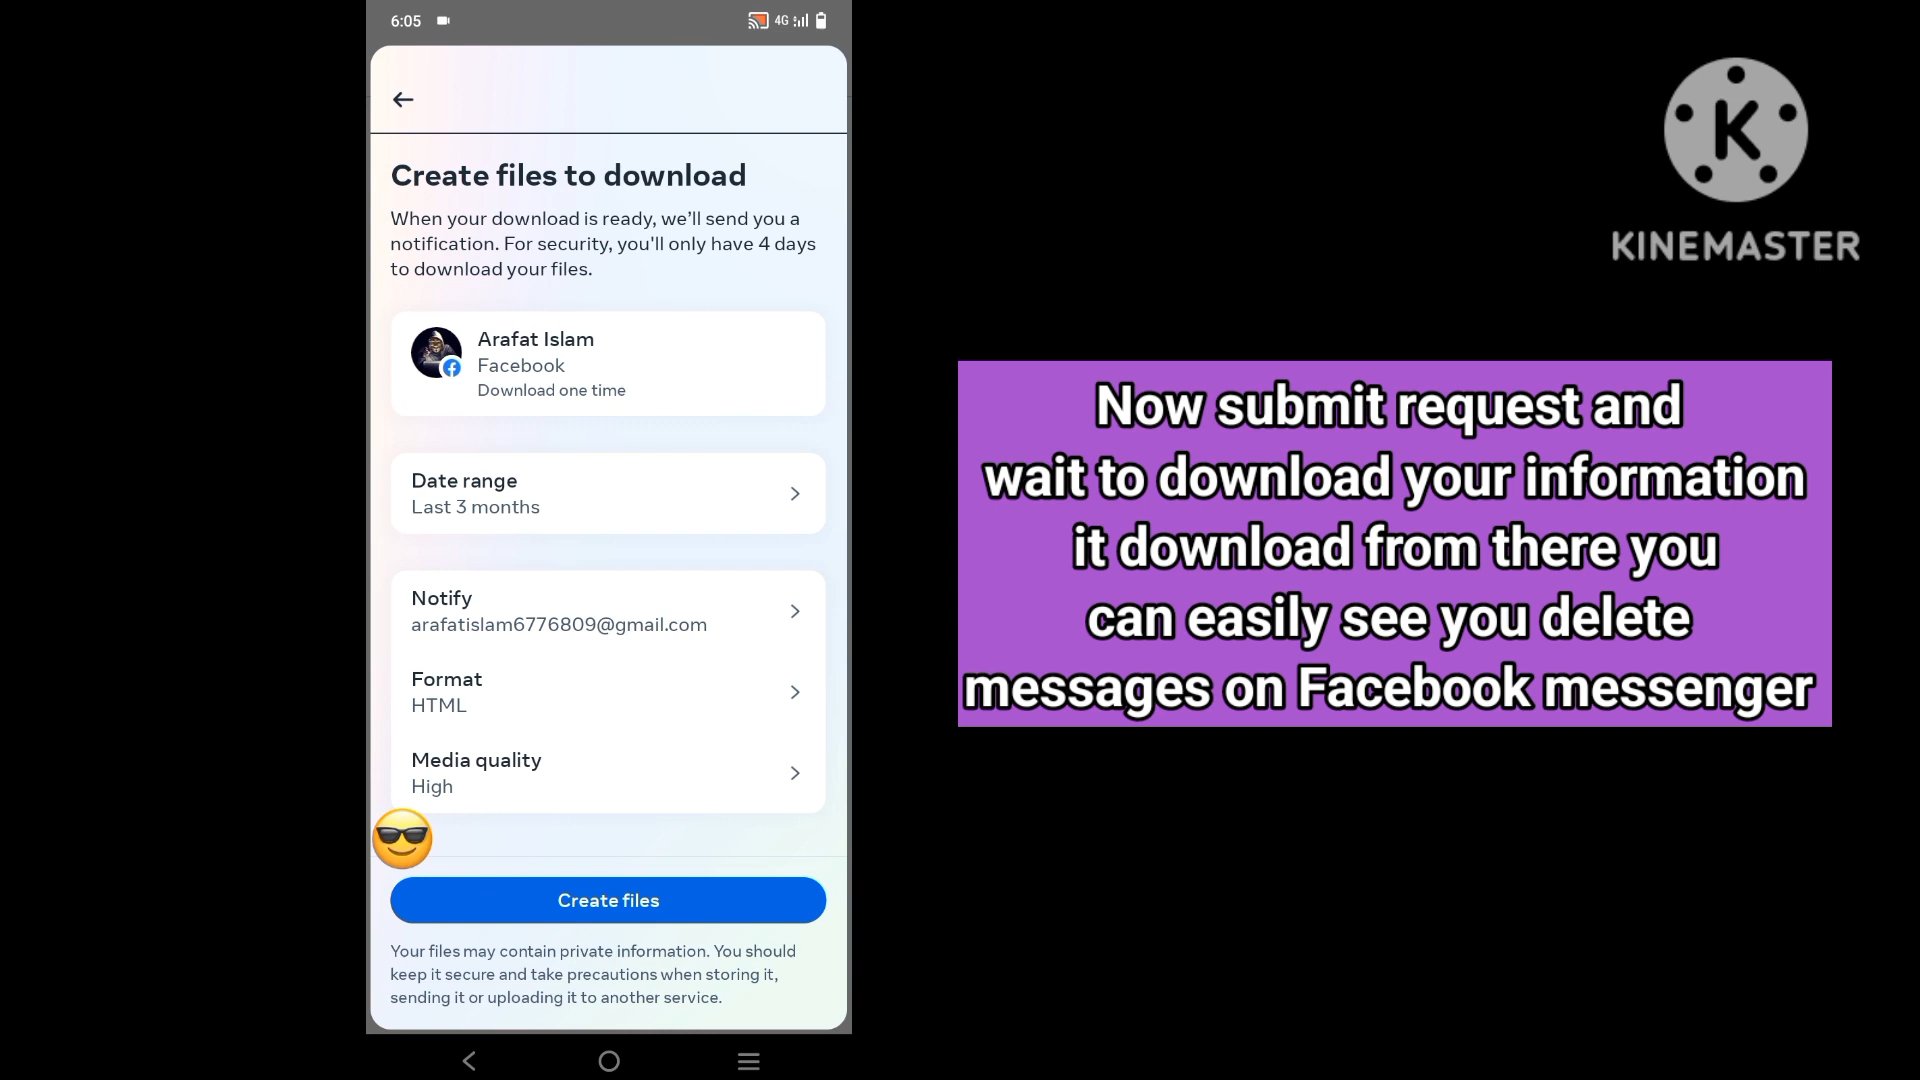 6:05
4G
Create files to download
When your download is ready, we’ll send you a
notification. For security, you'll only have 4 days
to download your files.
Arafat Islam
Facebook
Download one time
Date range
Last 3 months
Notify
arafatislam6776809@gmail.com
Format
HTML
Media quality
High
Create files
Your files may contain private information. You should
keep it secure and take precautions when storing it,
sending it or uploading it to another service.
K
KINEMASTER
Now submit request and
wait to download your information
it download from there you
can easily see you delete
messages on Facebook messenger